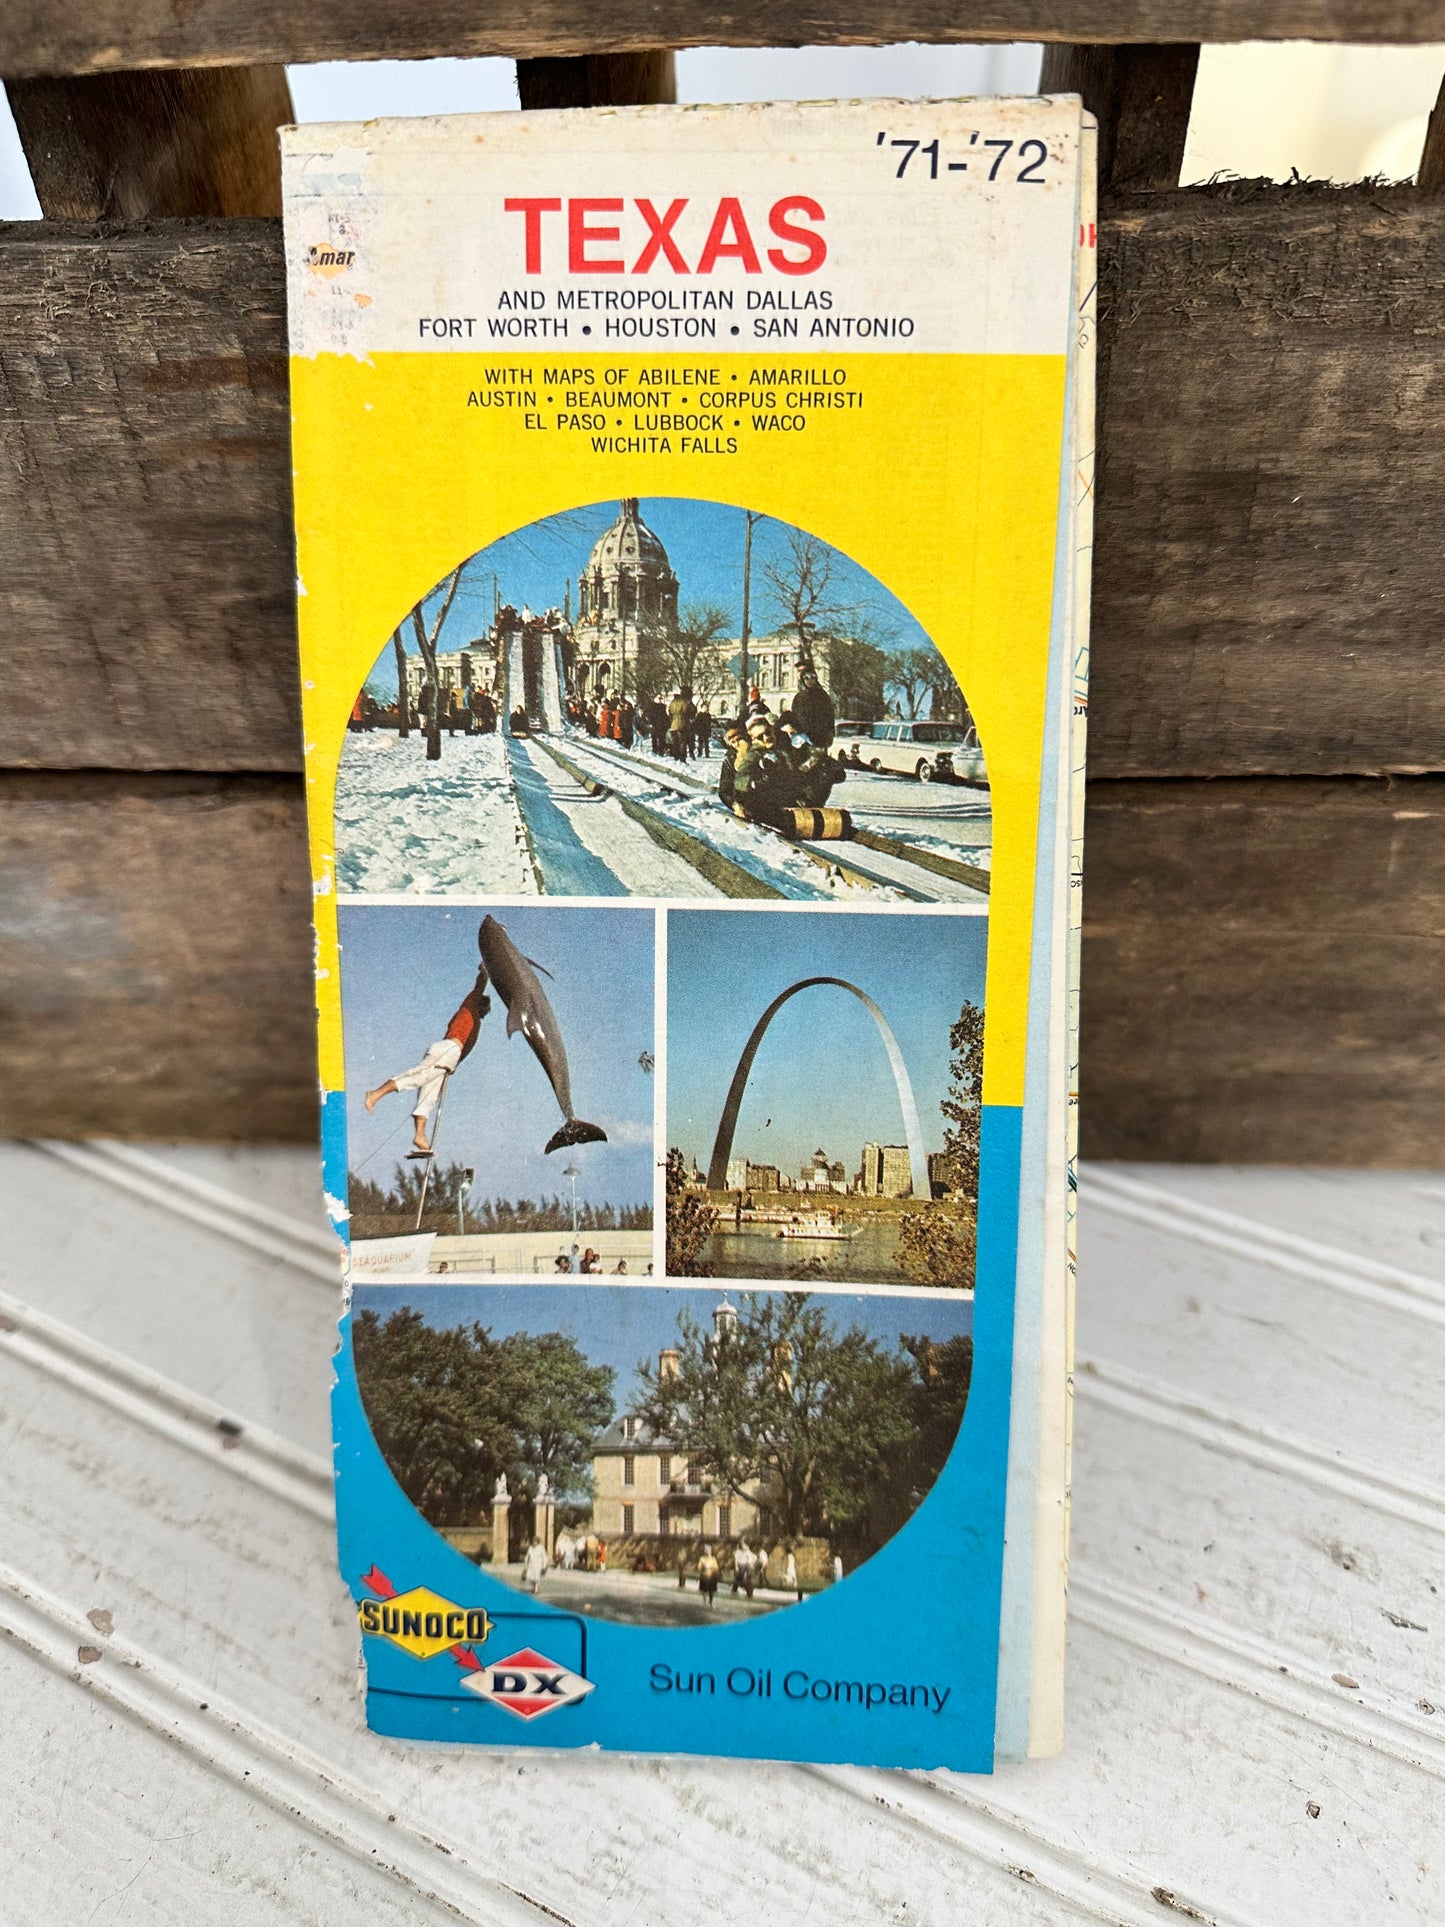 '71-'72
TEXAS
AND METROPOLITAN DALLAS
FORT WORTH • HOUSTON • SAN ANTONIO
WITH MAPS OF ABILENE • AMARILLO
AUSTIN • BEAUMONT • CORPUS CHRISTI
EL PASO • LUBBOCK • WACO
WICHITA FALLS
SEAQUARIUM
SUNOCO
DX
Sun Oil Company